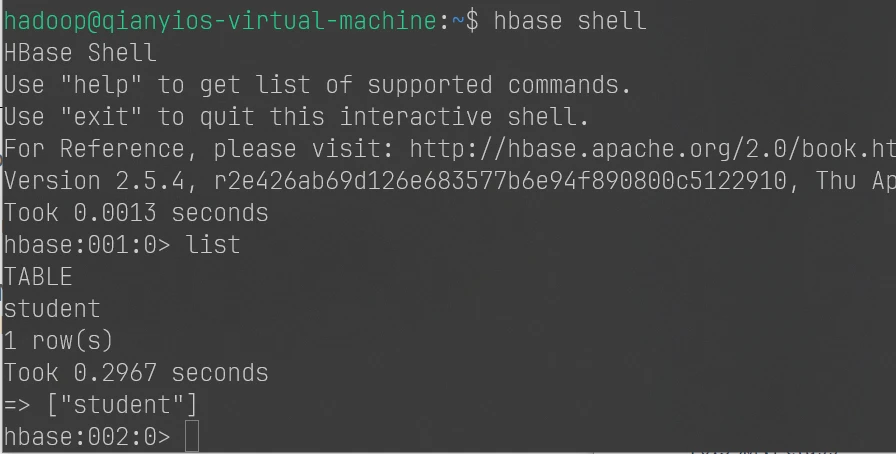 hadoop@qianyios-virtual-machine:~$ hbase shell
HBase Shell
Use "help" to get list of supported commands.
Use "exit" to quit this interactive shell.
For Reference, please visit: http://hbase.apache.org/2.0/book.ht
Version 2.5.4, r2e426ab69d126e683577b6e94f890800c5122910, Thu Ap
Took 0.0013 seconds
hbase:001:0> list
TABLE
student
1 row(s)
Took 0.2967 seconds
=> ["student"]
hbase:002:0>